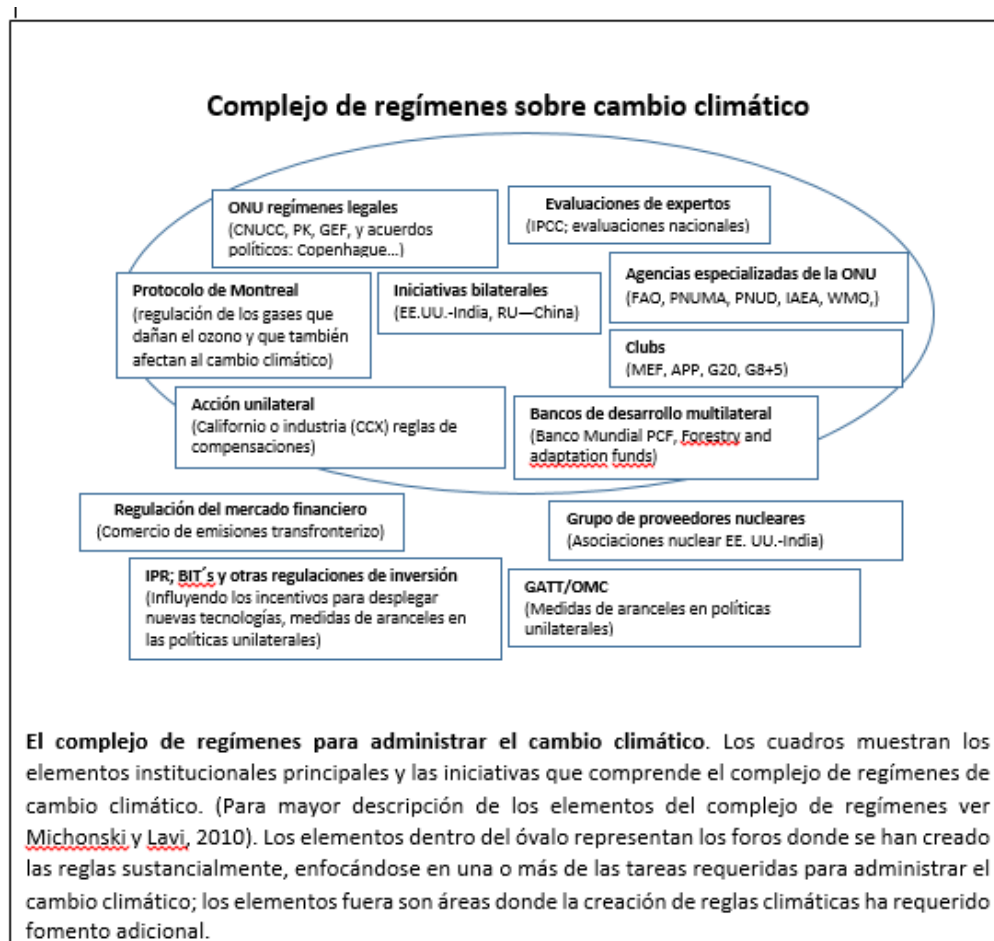 Complejo de regímenes sobre cambio climático
ONU regímenes legales
(CNUCC, PK, GEF, y acuerdos
políticos: Copenhague…)
Evaluaciones de expertos
(IPCC; evaluaciones nacionales)
Protocolo de Montreal
(regulación de los gases que
dañan el ozono y que también
afectan al cambio climático)
Iniciativas bilaterales
(EE.UU.-India, RU—China)
Agencias especializadas de la ONU
(FAO, PNUMA, PNUD, IAEA, WMO,)
Clubs
(MEF, APP, G20, G8+5)
Acción unilateral
(Californio o industria (CCX) reglas de
compensaciones)
Bancos de desarrollo multilateral
(Banco Mundial PCF, Forestry and
adaptation funds)
Regulación del mercado financiero
(Comercio de emisiones transfronterizo)
Grupo de proveedores nucleares
(Asociaciones nuclear EE. UU.-India)
IPR; BIT´s y otras regulaciones de inversión
(Influyendo los incentivos para desplegar
nuevas tecnologías, medidas de aranceles en
las políticas unilaterales)
GATT/OMC
(Medidas de aranceles en políticas
unilaterales)
El complejo de regímenes para administrar el cambio climático. Los cuadros muestran los
elementos institucionales principales y las iniciativas que comprende el complejo de regímenes de
cambio climático. (Para mayor descripción de los elementos del complejo de regímenes ver
Michonski y Lavi, 2010). Los elementos dentro del óvalo representan los foros donde se han creado
las reglas sustancialmente, enfocándose en una o más de las tareas requeridas para administrar el
cambio climático; los elementos fuera son áreas donde la creación de reglas climáticas ha requerido
fomento adicional.